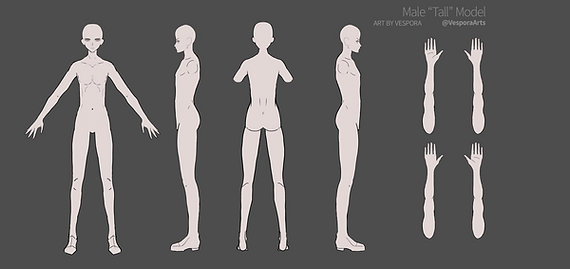 Male “Tall” Model
ART BY VESPORA @VesporaArts